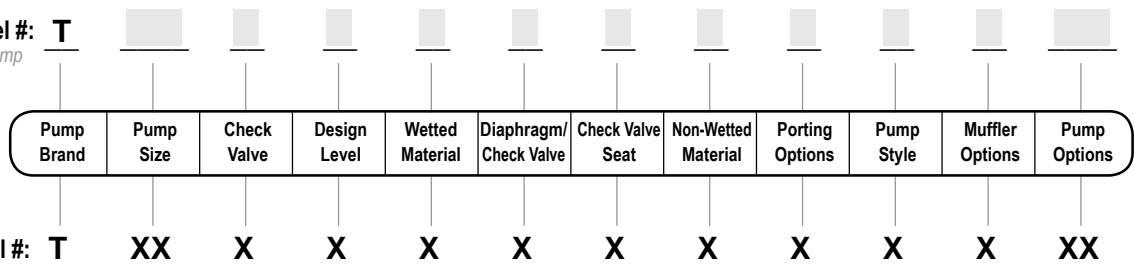 el #: T
mp
Pump Brand Pump Size Check Valve Design Level Wetted Material Diaphragm/ Check Valve Check Valve Seat Non-Wetted Material Porting Options Pump Style Muffler Options Pump Options
l #: T XX X X X X X X X X X XX